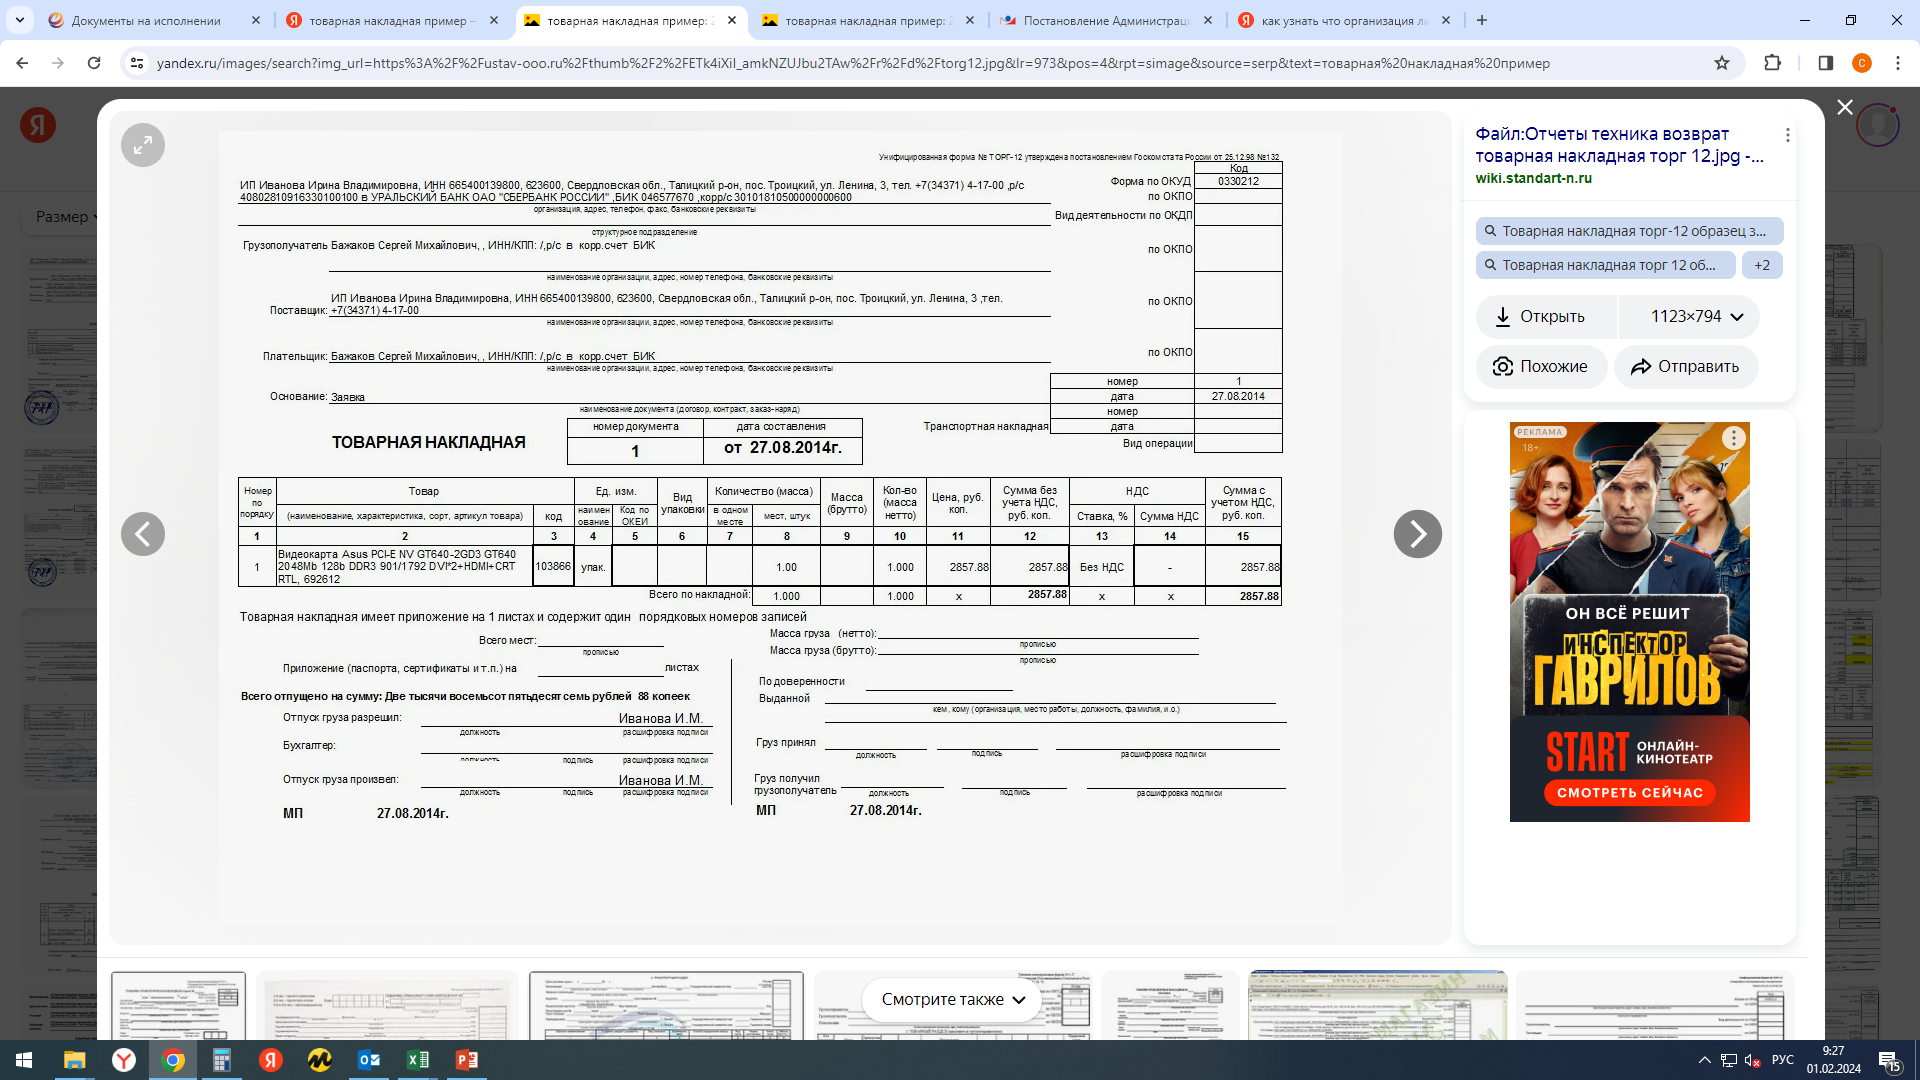 Документы на исполнении
товарная накладная пример –
товарная накладная пример: 2
товарная накладная пример: 2
Постановление Администраци
как узнать что организация ли
yandex.ru/images/search?img_url=https%3A%2F%2Fustav-ooo.ru%2Fthumb%2F2%2FETk4iXil_amkNZUJbu2TAw%2Fr%2Fd%2Ftorg12.jpg&lr=973&pos=4&rpt=simage&source=serp&text=товарная%20накладная%20пример
С
Я
Размер
Унифицированная форма № ТОРГ-12 утверждена постановлением Госкомстата России от 25.12.98 №132
Код
Форма по ОКУД 0330212
ИП Иванова Ирина Владимировна, ИНН 665400139800, 623600, Свердловская обл., Талицкий р-он, пос. Троицкий, ул. Ленина, 3, тел. +7(34371) 4-17-00 ,р/с
40802810916330100100 в УРАЛЬСКИЙ БАНК ОАО "СБЕРБАНК РОССИИ" ,БИК 046577670 ,корр/с 30101810500000000600
по ОКПО
организация, адрес, телефон, факс, банковские реквизиты
Вид деятельности по ОКДП
структурное подразделение
Грузополучатель Бажаков Сергей Михайлович, , ИНН/КПП: /,р/с в корр.счет БИК
по ОКПО
наименование организации, адрес, номер телефона, банковские реквизиты
ИП Иванова Ирина Владимировна, ИНН 665400139800, 623600, Свердловская обл., Талицкий р-он, пос. Троицкий, ул. Ленина, 3 ,тел.
Поставщик: +7(34371) 4-17-00
по ОКПО
наименование организации, адрес, номер телефона, банковские реквизиты
Плательщик: Бажаков Сергей Михайлович, , ИНН/КПП: /,р/с в корр.счет БИК
по ОКПО
наименование организации, адрес, номер телефона, банковские реквизиты
номер 1
Основание: Заявка
дата 27.08.2014
наименование документа (договор, контракт, заказ-наряд)
номер
Транспортная накладная дата
Вид операции
ТОВАРНАЯ НАКЛАДНАЯ
номер документа дата составления
1 от 27.08.2014г.
Номер по порядку
Товар
(наименование, характеристика, сорт, артикул товара) код
Ед. изм.
наимен ование Код по ОКЕИ
Вид упаковки
Количество (масса)
в одном месте мест, штук
Масса (брутто)
Кол-во (масса нетто)
Цена, руб. коп.
Сумма без учета НДС, руб. коп.
НДС
Ставка, % Сумма НДС
Сумма с учетом НДС, руб. коп.
1 2 3 4 5 6 7 8 9 10 11 12 13 14 15
1 Видеокарта Asus PCI-E NV GT640-2GD3 GT640
2048Mb 128b DDR3 901/1792 DVI*2+HDMI+CRT
RTL, 692612
103866 упак. 1.00 1.000 2857.88 2857.88 Без НДС - 2857.88
Всего по накладной: 1.000 1.000 x 2857.88 x x 2857.88
Товарная накладная имеет приложение на 1 листах и содержит один порядковых номеров записей
Всего мест:
прописью
Масса груза (нетто):
прописью
Масса груза (брутто):
прописью
Приложение (паспорта, сертификаты и т.п.) на листах
Всего отпущено на сумму: Две тысячи восемьсот пятьдесят семь рублей 88 копеек
Отпуск груза разрешил: Иванова И.М.
должность расшифровка подписи
Бухгалтер:
должность подпись расшифровка подписи
Отпуск груза произвел: Иванова И.М.
должность подпись расшифровка подписи
МП 27.08.2014г.
По доверенности
Выданной
кем, кому (организация, место работы, должность, фамилия, и.о.)
Груз принял
должность подпись расшифровка подписи
Груз получил
грузополучатель
должность подпись расшифровка подписи
МП 27.08.2014г.
Файл:Отчеты техника возврат
товарная накладная торг 12.jpg -...
wiki.standart-n.ru
Товарная накладная торг-12 образец з...
Товарная накладная торг 12 об...
+2
Открыть
1123×794
Похожие
Отправить
РЕКЛАМА
18+
ОН ВСЁ РЕШИТ
ИНСПЕКТОР
ГАВРИЛОВ
START ОНЛАЙН-
КИНОТЕАТР
СМОТРЕТЬ СЕЙЧАС
Смотрите также
РУС
9:27
01.02.2024
15